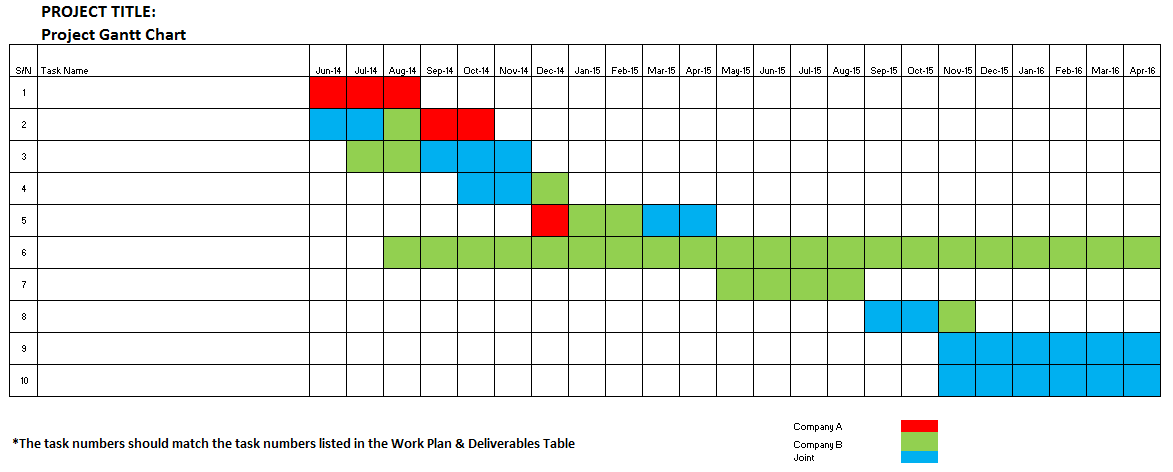 PROJECT TITLE:
Project Gantt Chart
S/N Task Name Jun-14 Jul-14 Aug-14 Sep-14 Oct-14 Nov-14 Dec-14 Jan-15 Feb-15 Mar-15 Apr-15 May-15 Jun-15 Jul-15 Aug-15 Sep-15 Oct-15 Nov-15 Dec-15 Jan-16 Feb-16 Mar-16 Apr-16
1
2
3
4
5
6
7
8
9
10
Company A
*The task numbers should match the task numbers listed in the Work Plan & Deliverables Table
Company B
Joint